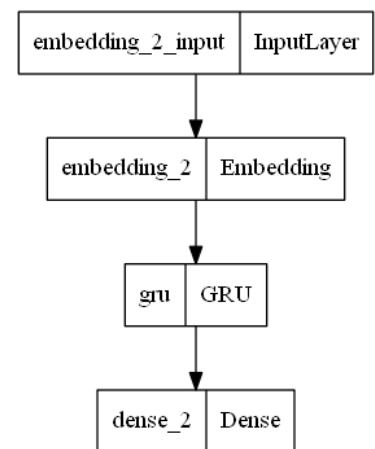 embedding_2_input InputLayer
embedding_2 Embedding
gru GRU
dense_2 Dense